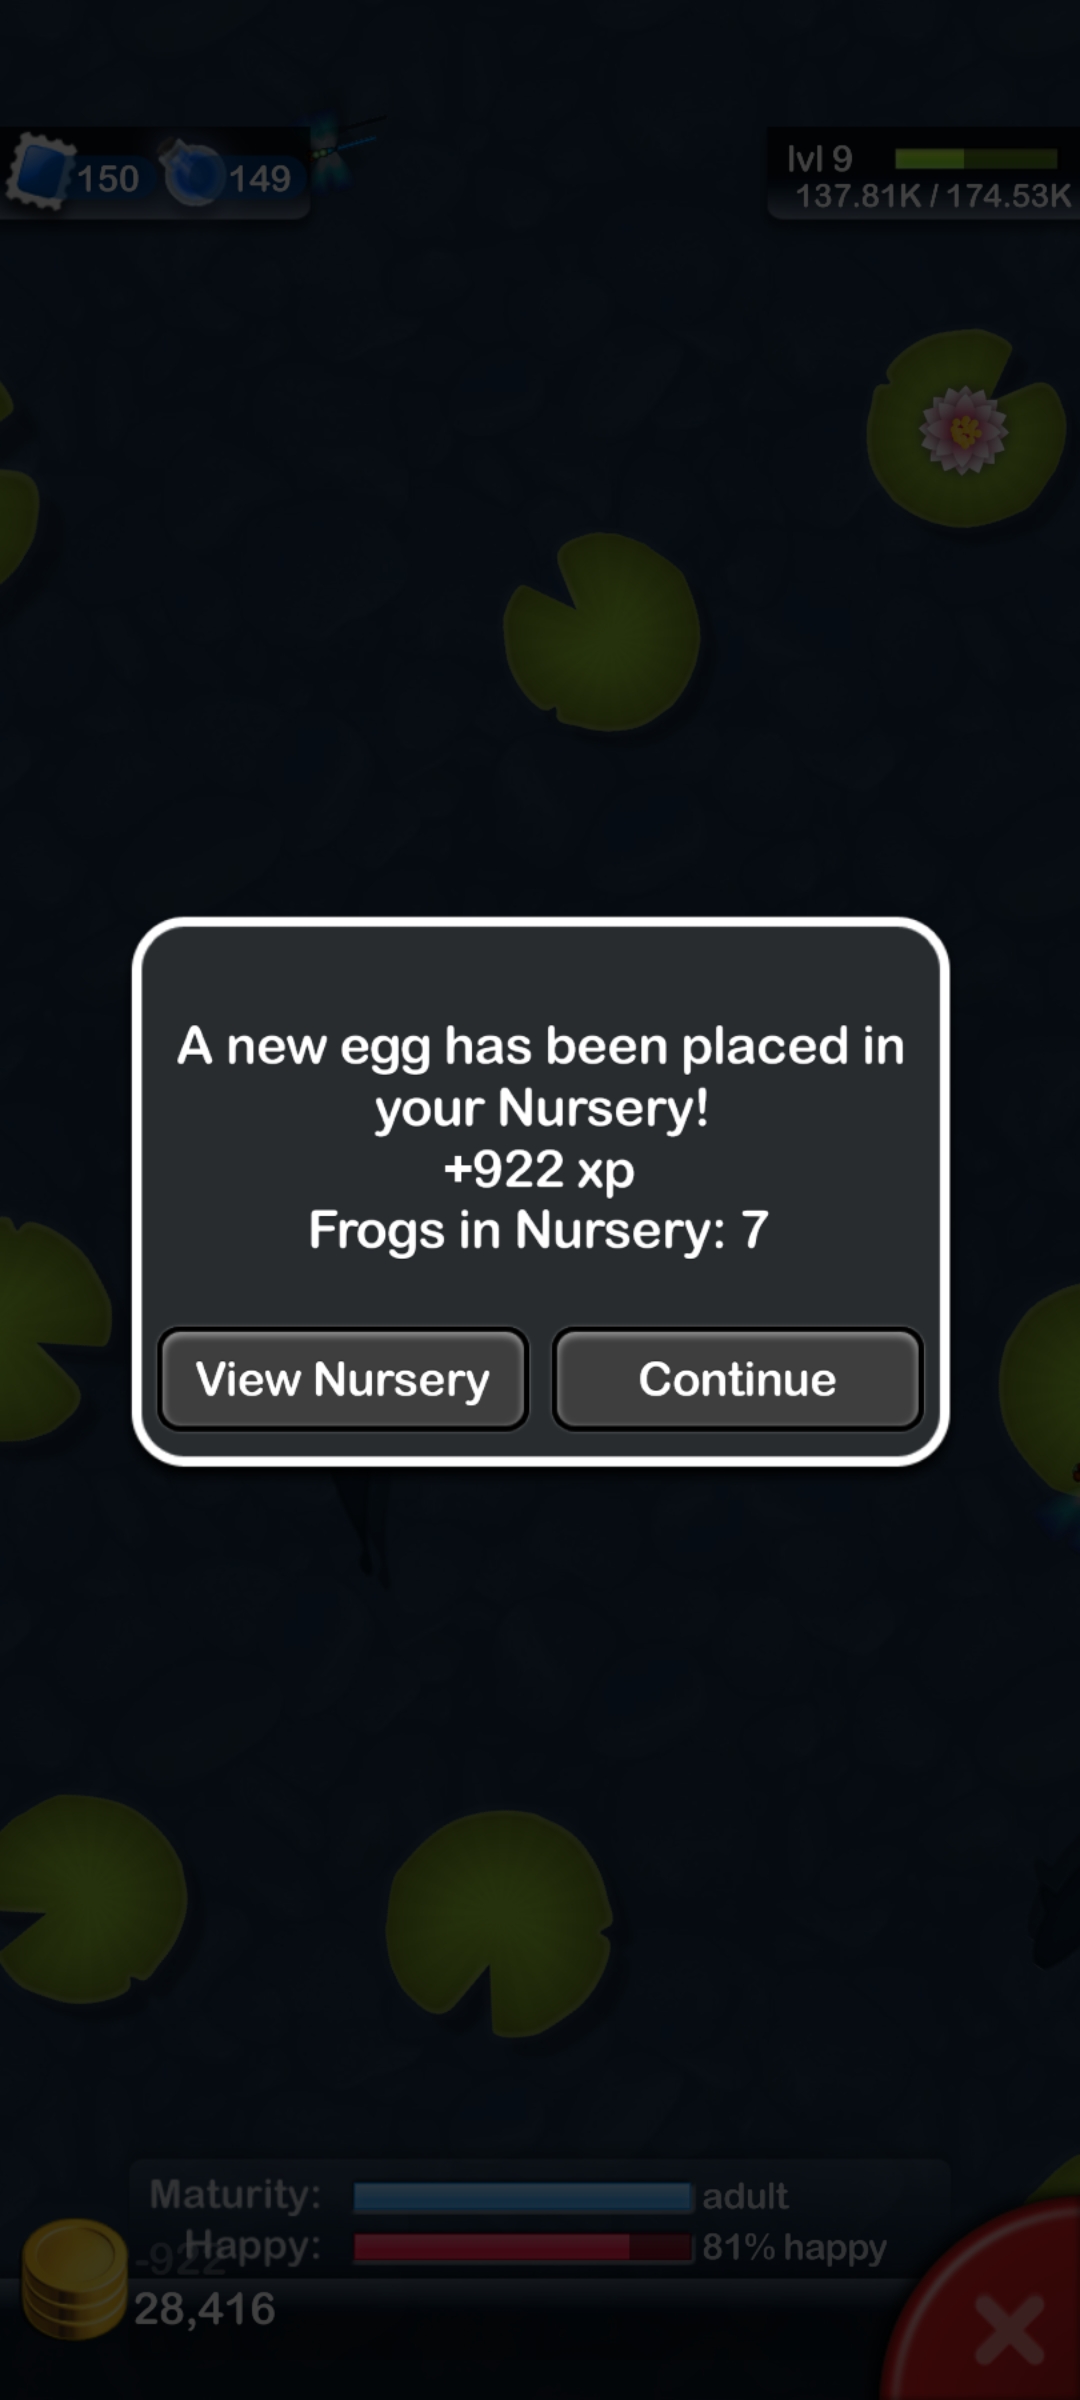 150 149
lvl 9
137.81K / 174.53K
A new egg has been placed in
your Nursery!
+922 xp
Frogs in Nursery: 7
View Nursery Continue
Maturity: adult
Happy: 81% happy
-922
28,416